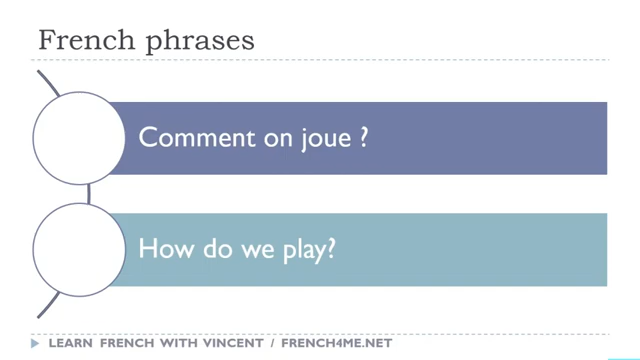 French phrases
Comment on joue ?
How do we play?
LEARN FRENCH WITH VINCENT / FRENCH4ME.NET